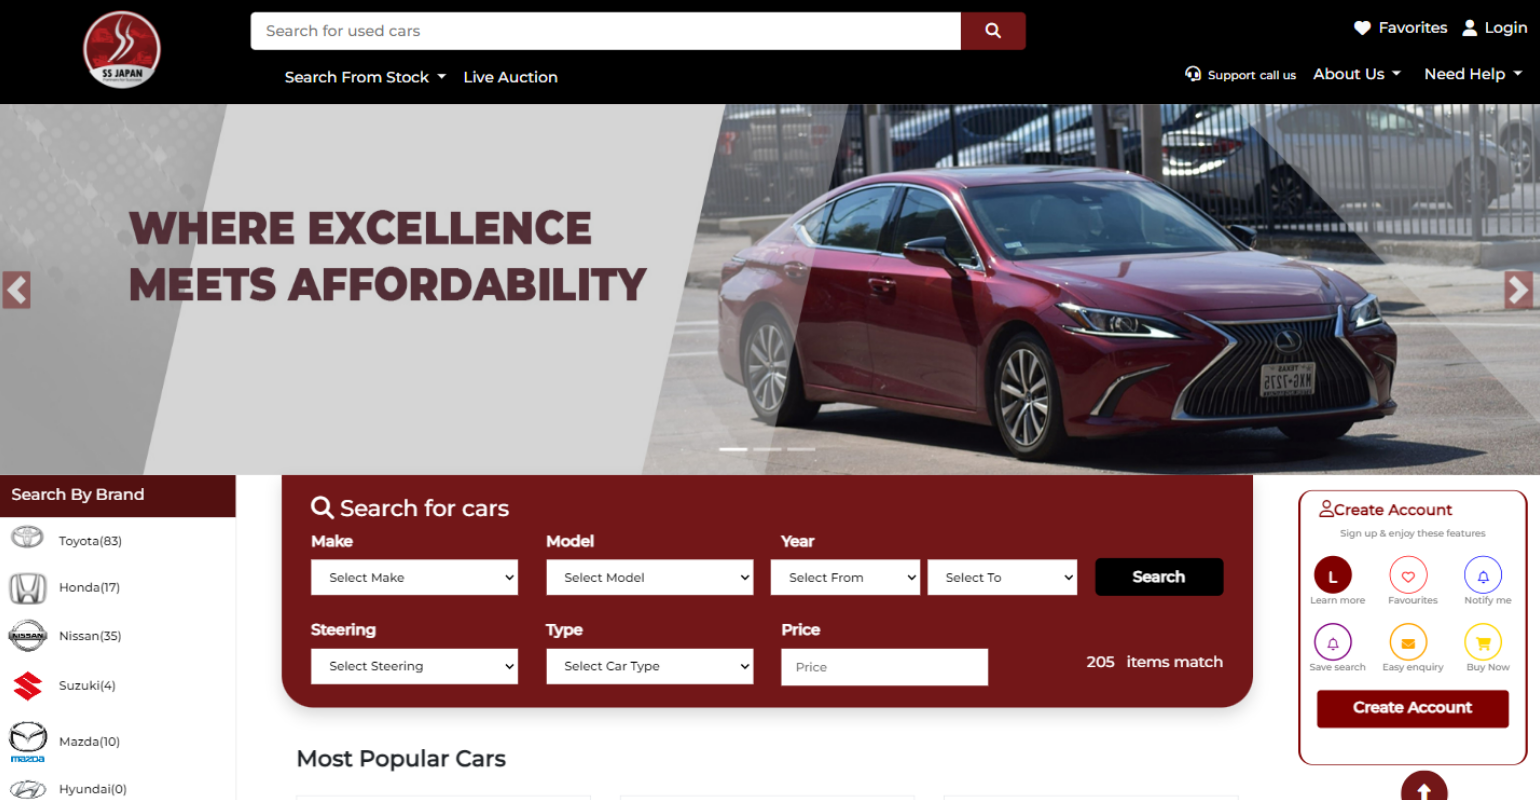 Search for used cars
Favorites
Login
SS JAPAN
Search From Stock
Live Auction
Support call us
About Us
Need Help
WHERE EXCELLENCE
MEETS AFFORDABILITY
Search By Brand
Toyota(83)
Honda(17)
NISSAN
Nissan(35)
Suzuki(4)
mazda
Mazda(10)
Hyundai(0)
Search for cars
Make
Model
Year
Select Make
Select Model
Select From
Select To
Search
Steering
Type
Price
Select Steering
Select Car Type
Price
205 items match
Most Popular Cars
Create Account
Sign up & enjoy these features
L
Learn more
Favourites
Notify me
Save search
Easy enquiry
Buy Now
Create Account